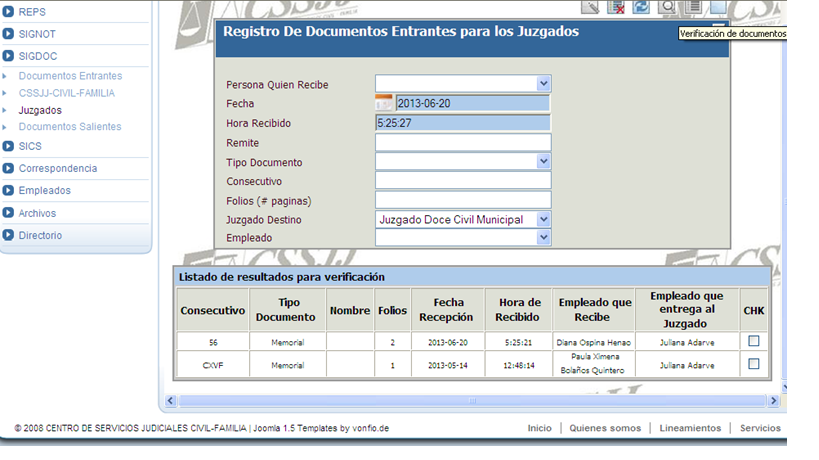 REPS
SIGNOT
SIGDOC
Documentos Entrantes
CSSJJ-CIVIL-FAMILIA
Juzgados
Documentos Salientes
SICS
Correspondencia
Empleados
Archivos
Directorio
Registro De Documentos Entrantes para los Juzgados
Verificación de documentos
Persona Quien Recibe
Fecha 2013-06-20
Hora Recibido 5:25:27
Remite
Tipo Documento
Consecutivo
Folios (# paginas)
Juzgado Destino Juzgado Doce Civil Municipal
Empleado
CSSJJ
Listado de resultados para verificación
Consecutivo Tipo Documento Nombre Folios Fecha Recepción Hora de Recibido Empleado que Recibe Empleado que entrega al Juzgado CHK
56 Memorial 2 2013-06-20 5:25:21 Diana Ospina Henao Juliana Adarve
CXVF Memorial 1 2013-05-14 12:48:14 Paula Ximena Bolaños Quintero Juliana Adarve
© 2008 CENTRO DE SERVICIOS JUDICIALES CIVIL-FAMILIA | Joomla 1.5 Templates by vonfio.de
Inicio | Quienes somos | Lineamientos | Servicios